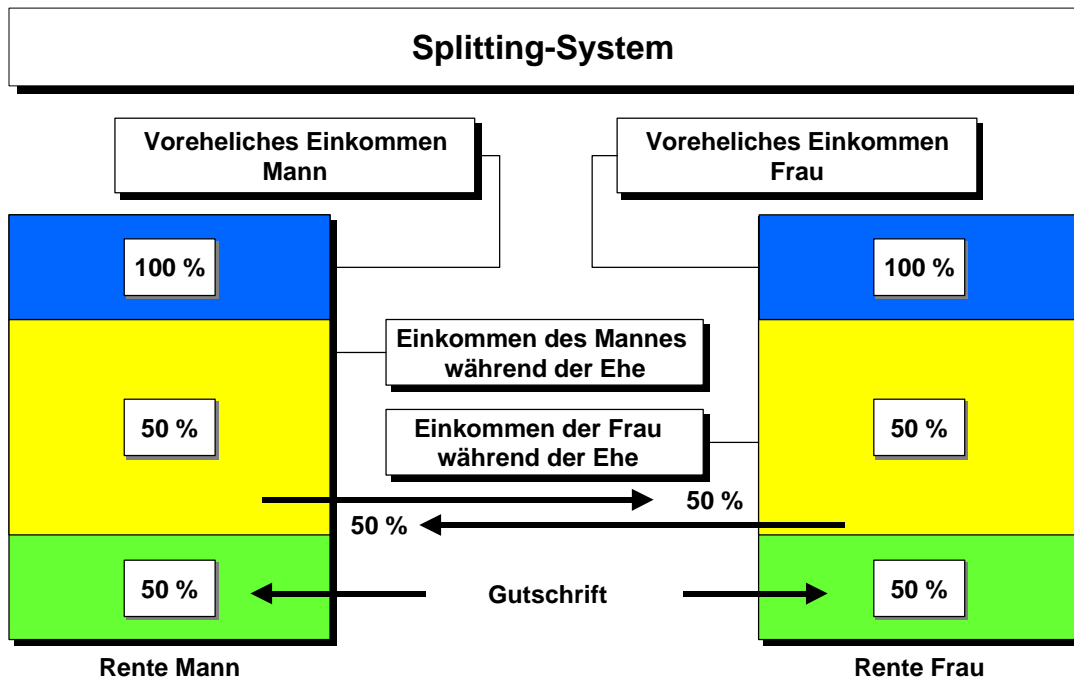 Splitting-System
Voreheliches Einkommen
Mann
Voreheliches Einkommen
Frau
100 %
100 %
Einkommen des Mannes
während der Ehe
50 %
Einkommen der Frau
während der Ehe
50 %
50 %
50 %
50 %
Gutschrift
50 %
Rente Mann
Rente Frau